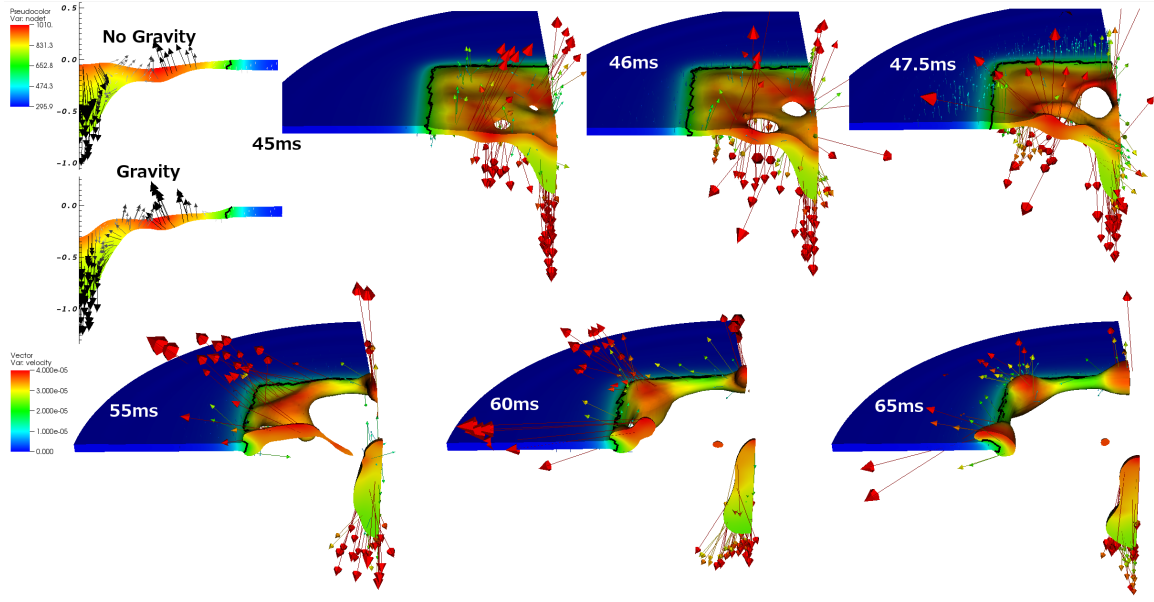 Pseudocolor
Var: nodet
1010.
831.3
652.8
474.3
295.9
0.5
0.0
-0.5
-1.0
No Gravity
45ms
46ms
47.5ms
Gravity
0.0
-0.5
-1.0
Vector
Var: velocity
4.000e-05
3.000e-05
2.000e-05
1.000e-05
0.000
55ms
60ms
65ms